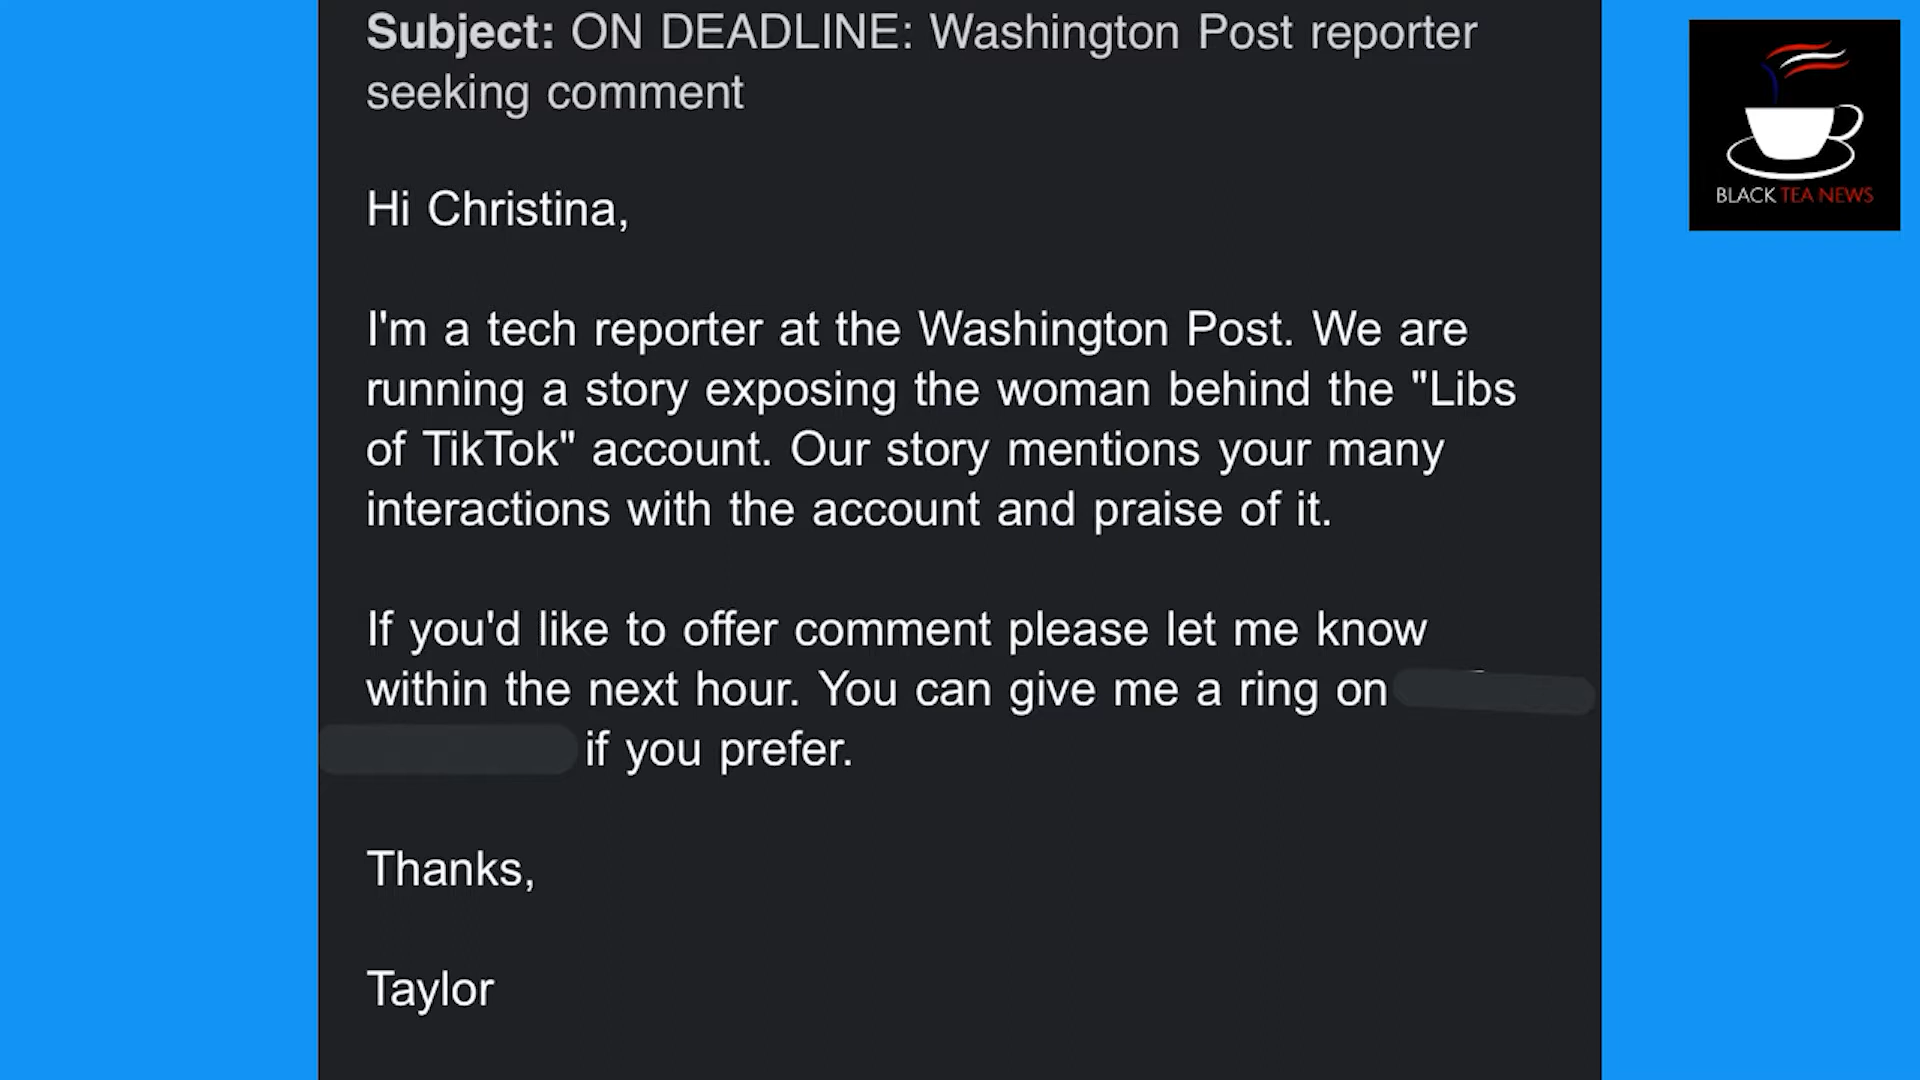 Subject: ON DEADLINE: Washington Post reporter
seeking comment
Hi Christina,
I'm a tech reporter at the Washington Post. We are
running a story exposing the woman behind the "Libs
of TikTok" account. Our story mentions your many
interactions with the account and praise of it.
If you'd like to offer comment please let me know
within the next hour. You can give me a ring on
if you prefer.
Thanks,
Taylor
BLACK TEA NEWS